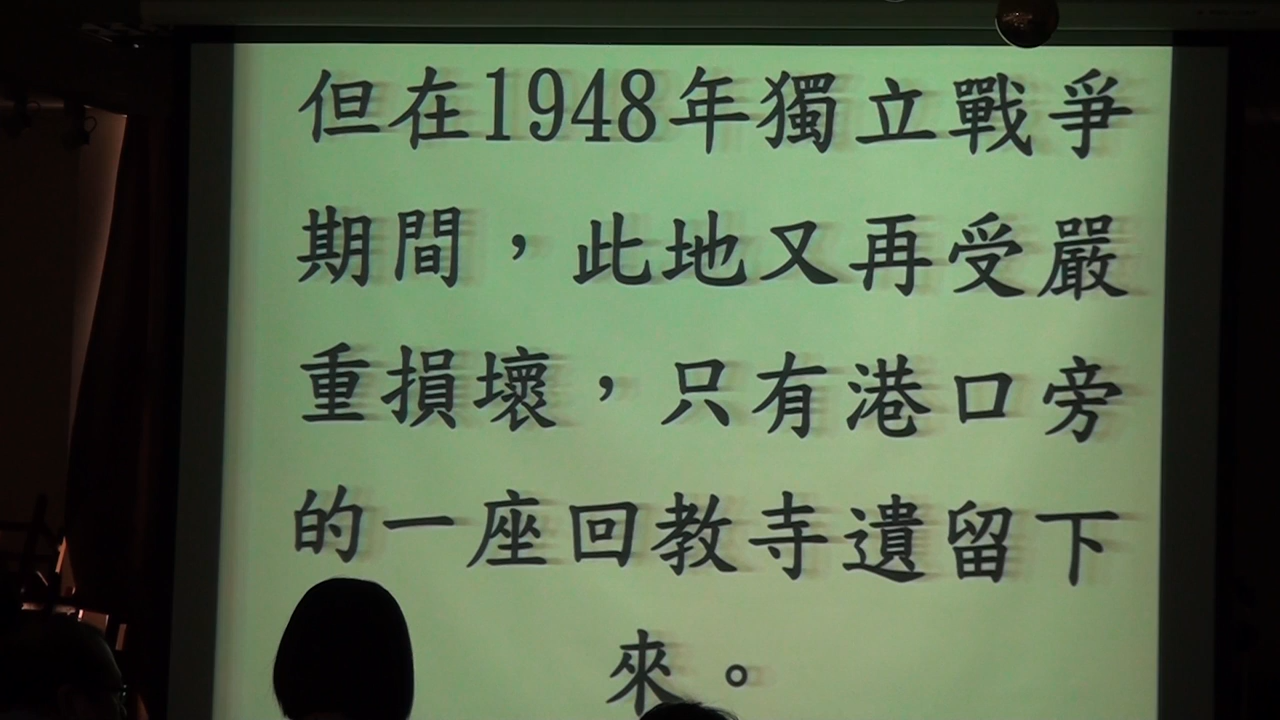 但在1948年獨立戰爭
期間，此地又再受嚴
重損壞，只有港口旁
的一座回教寺遺留下
來。